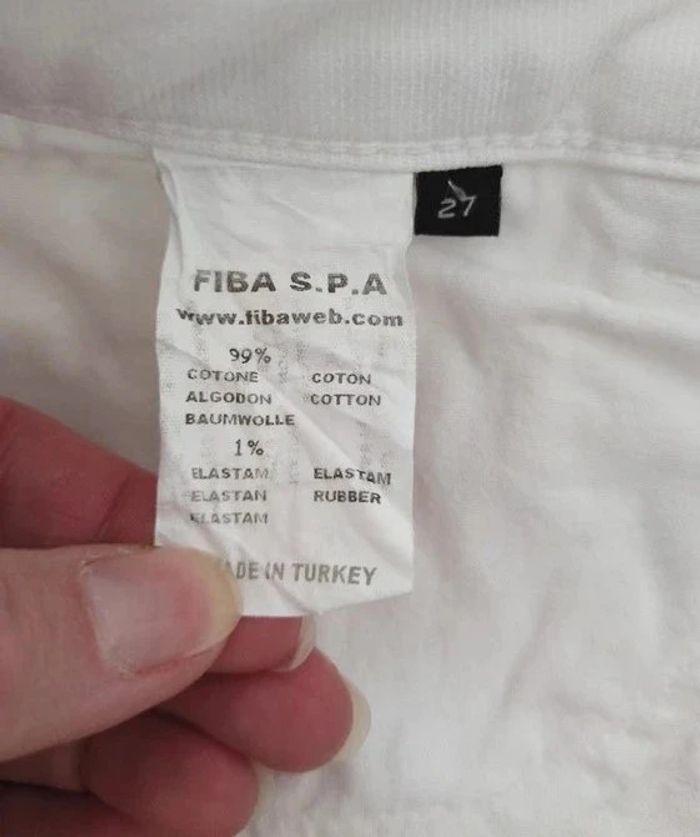 27
FIBA S.P.A
www.fibaweb.com
99%
COTONE COTON
ALGODON COTTON
BAUMWOLLE
1%
ELASTAM ELASTAM
ELASTAN RUBBER
ELASTAM
ADE IN TURKEY